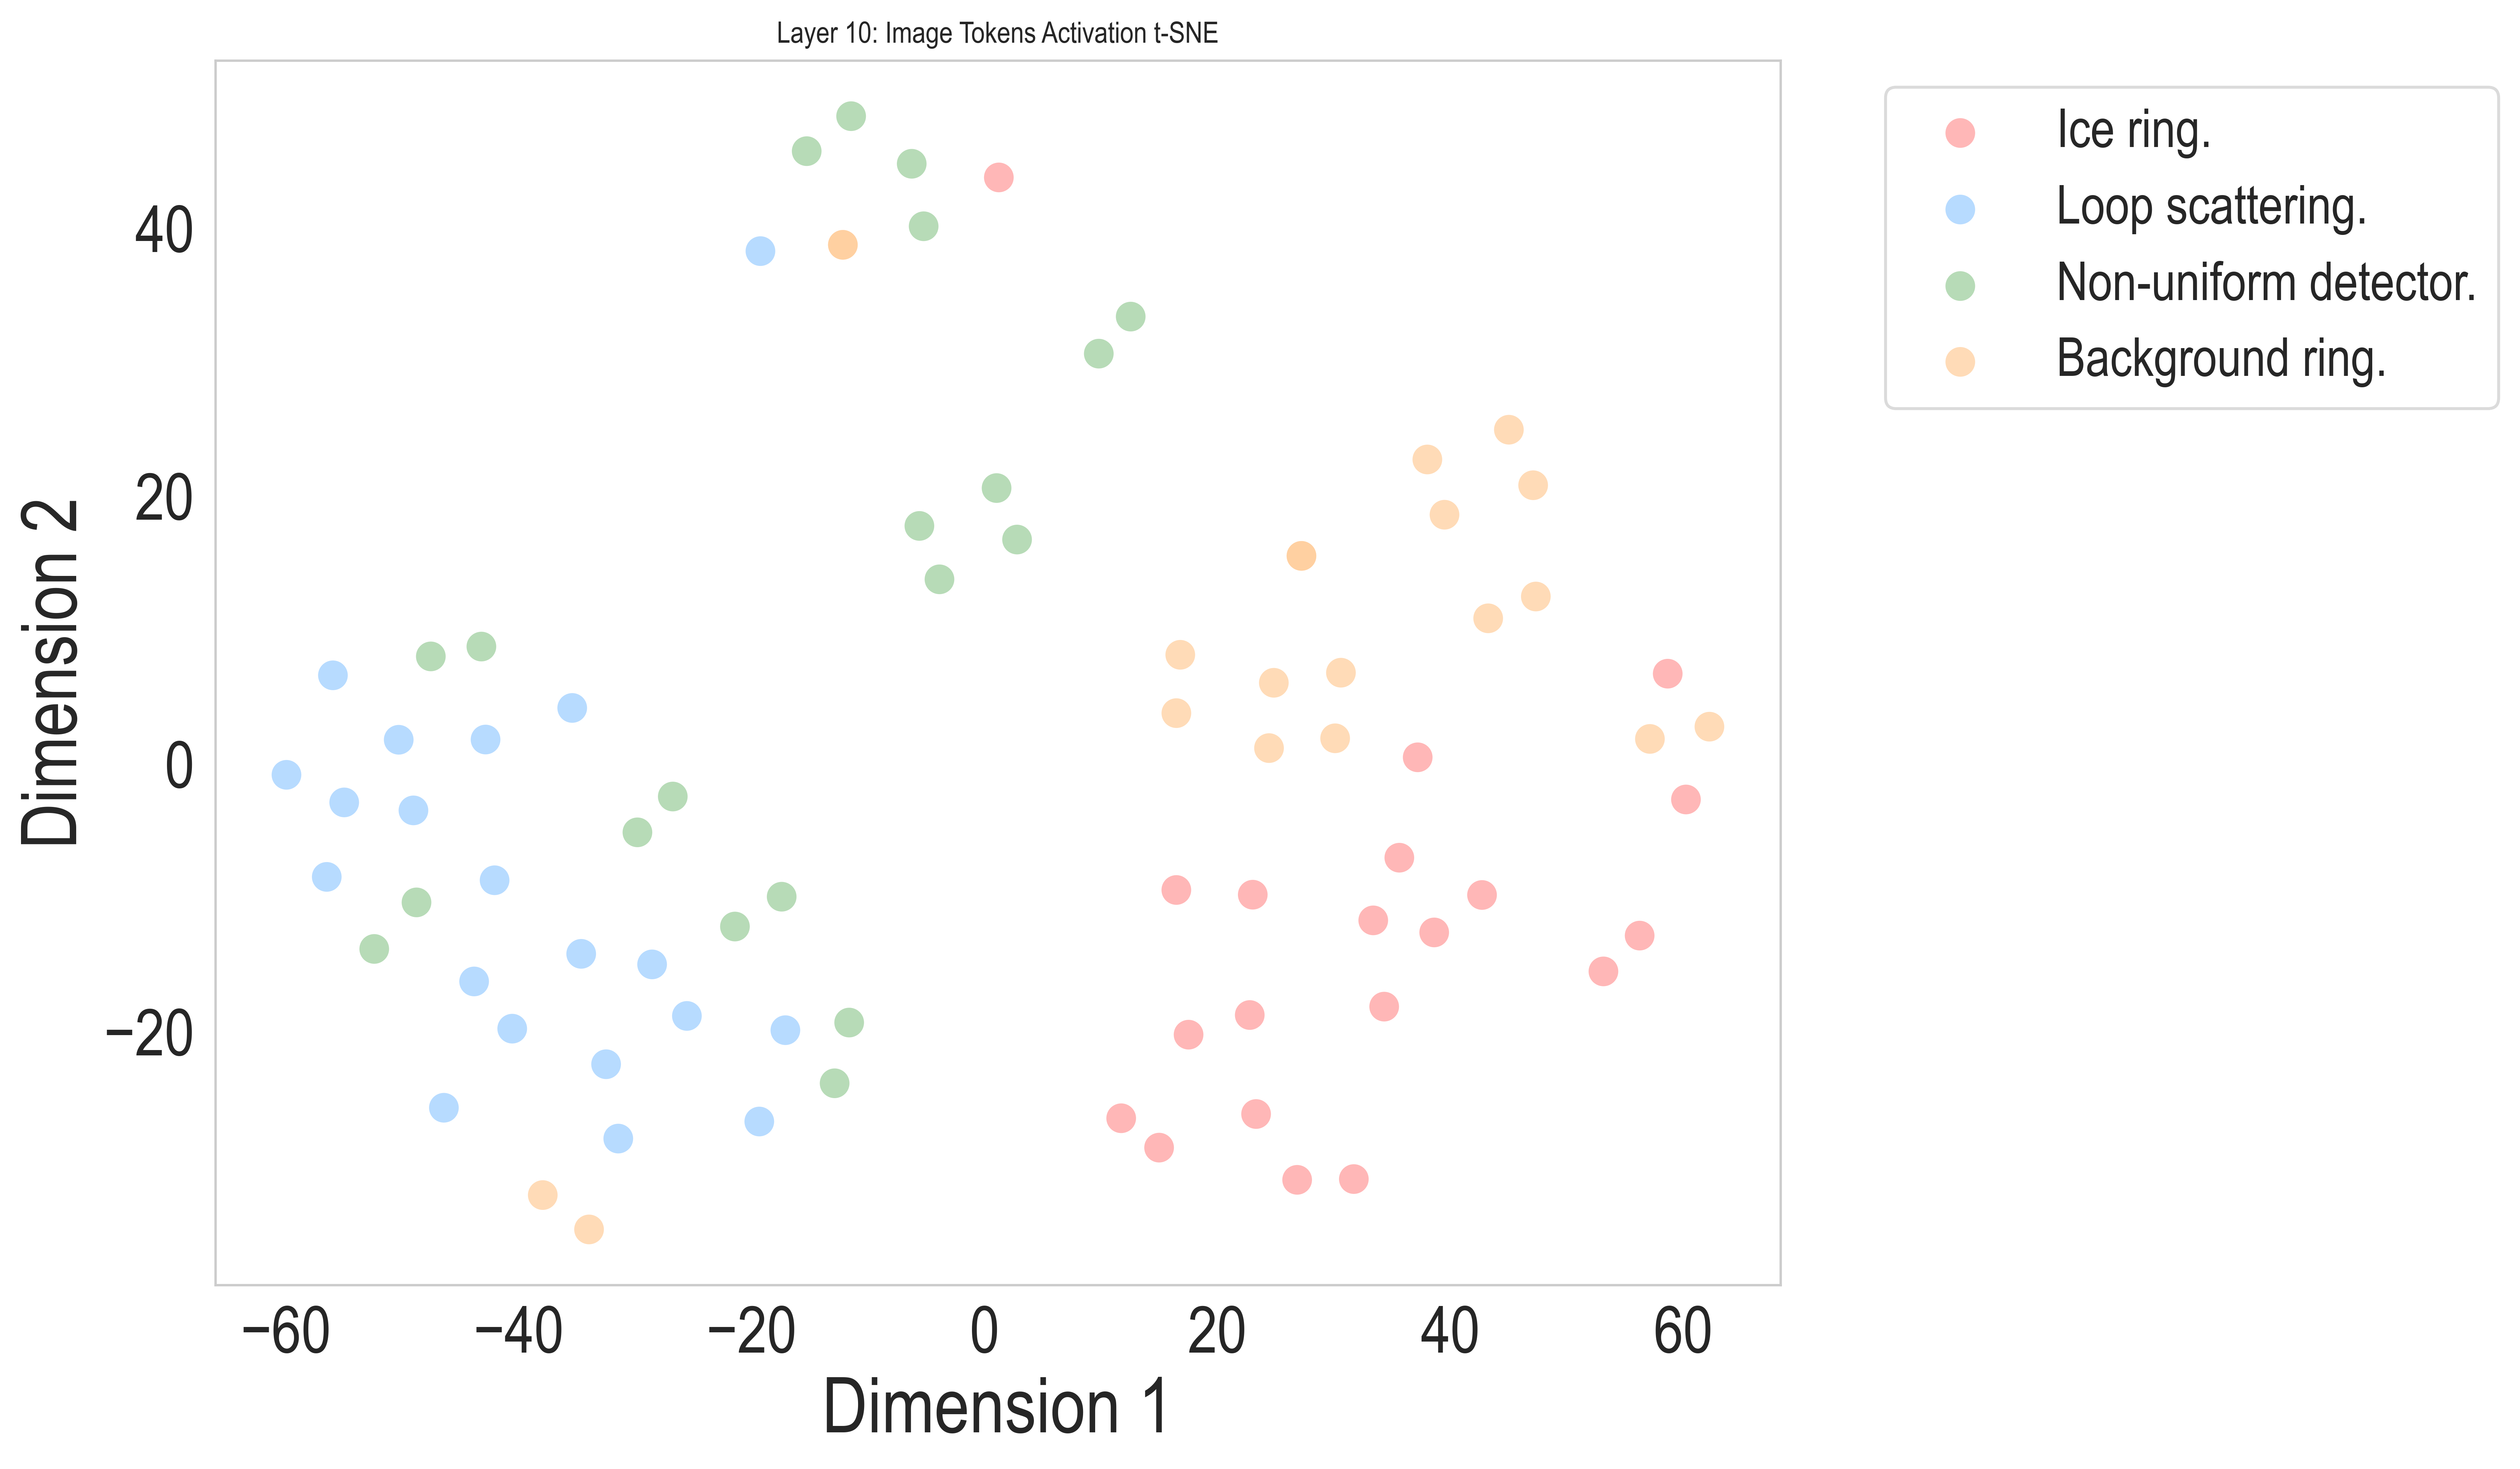 Layer 10: Image Tokens Activation t-SNE
Ice ring.
Loop scattering.
Non-uniform detector.
Background ring.
40
20
0
−20
Dimension 2
−60 −40 −20 0 20 40 60
Dimension 1